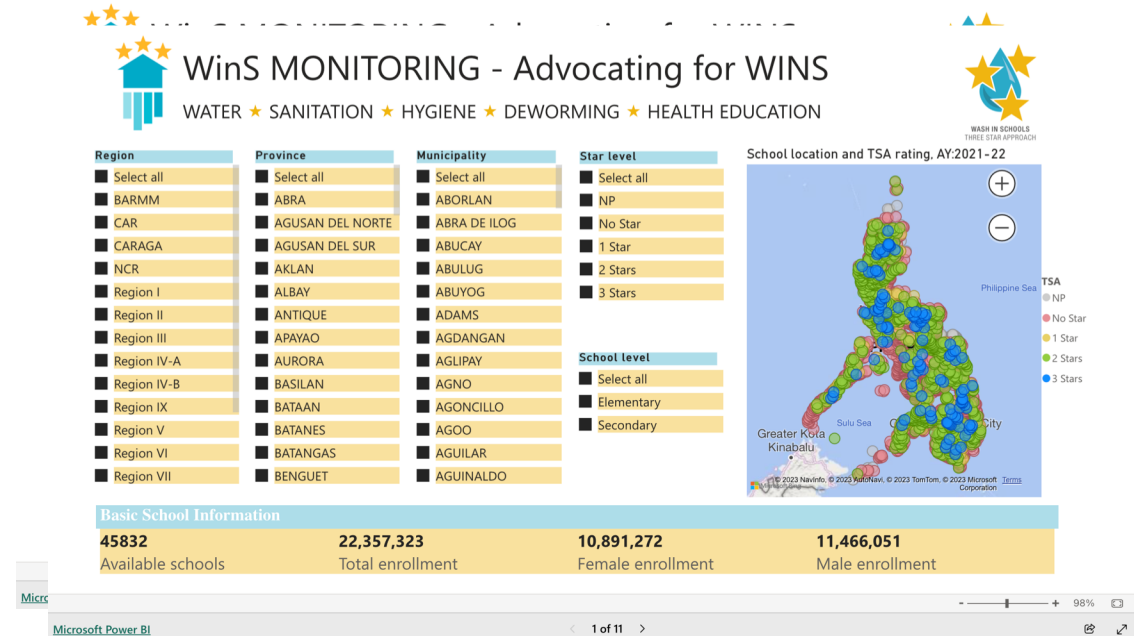 WinS MONITORING - Advocating for WINS
WATER ★ SANITATION ★ HYGIENE ★ DEWORMING ★ HEALTH EDUCATION
WASH IN SCHOOLS
THREE STAR APPROACH
Region
Select all
BARMM
CAR
CARAGA
NCR
Region I
Region II
Region III
Region IV-A
Region IV-B
Region IX
Region V
Region VI
Region VII
Province
Select all
ABRA
AGUSAN DEL NORTE
AGUSAN DEL SUR
AKLAN
ALBAY
ANTIQUE
APAYAO
AURORA
BASILAN
BATAAN
BATANES
BATANGAS
BENGUET
Municipality
Select all
ABORLAN
ABRA DE ILOG
ABUCAY
ABULUG
ABUYOG
ADAMS
AGDANGAN
AGLIPAY
AGNO
AGONCILLO
AGOO
AGUILAR
AGUINALDO
Star level
Select all
NP
No Star
1 Star
2 Stars
3 Stars
School level
Select all
Elementary
Secondary
School location and TSA rating, AY:2021-22
Philippine Sea
Sulu Sea
City
Greater Kota
Kinabalu
© 2023 NavInfo, © 2023 AutoNavi, © 2023 TomTom, © 2023 Microsoft Corporation Terms
TSA
NP
No Star
1 Star
2 Stars
3 Stars
Basic School Information
45832
Available schools
22,357,323
Total enrollment
10,891,272
Female enrollment
11,466,051
Male enrollment
- + 98%
Micro
Microsoft Power BI
< 1 of 11 >